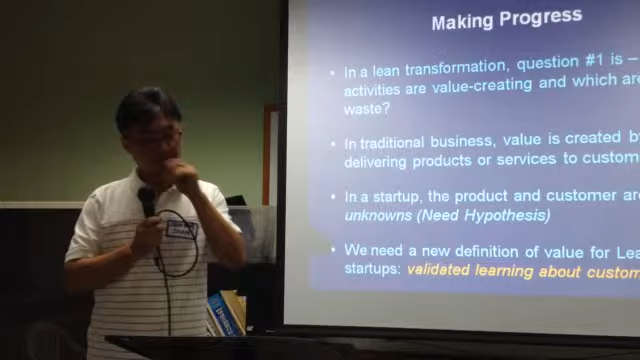 Making Progress
• In a lean transformation, question #1 is –
activities are value-creating and which are
waste?
• In traditional business, value is created by
delivering products or services to custom
• In a startup, the product and customer are
unknowns (Need Hypothesis)
• We need a new definition of value for Lea
startups: validated learning about custom